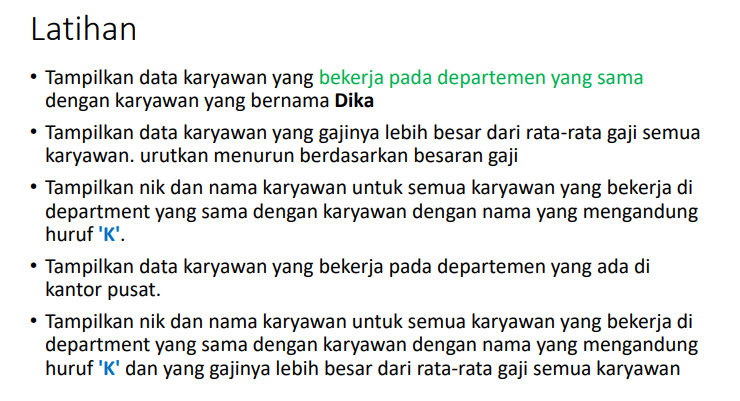 Latihan
• Tampilkan data karyawan yang bekerja pada departemen yang sama
dengan karyawan yang bernama Dika
• Tampilkan data karyawan yang gajinya lebih besar dari rata-rata gaji semua
karyawan. urutkan menurun berdasarkan besaran gaji
• Tampilkan nik dan nama karyawan untuk semua karyawan yang bekerja di
department yang sama dengan karyawan dengan nama yang mengandung
huruf 'K'.
• Tampilkan data karyawan yang bekerja pada departemen yang ada di
kantor pusat.
• Tampilkan nik dan nama karyawan untuk semua karyawan yang bekerja di
department yang sama dengan karyawan dengan nama yang mengandung
huruf 'K' dan yang gajinya lebih besar dari rata-rata gaji semua karyawan